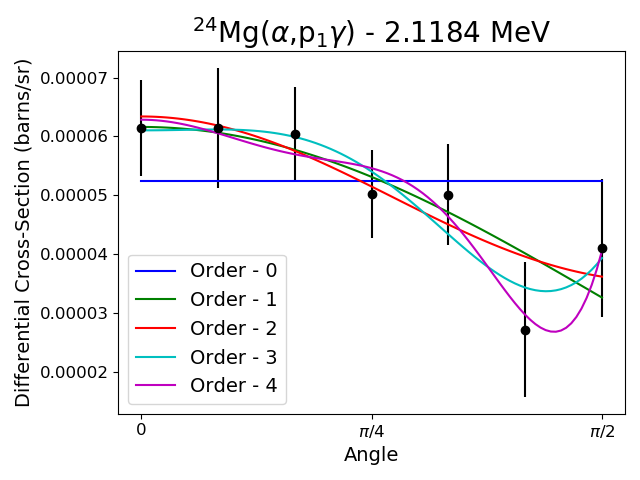 ²⁴Mg(α,p₁γ) - 2.1184 MeV
Differential Cross-Section (barns/sr)
0.00007
0.00006
0.00005
0.00004
0.00003
0.00002
Order - 0
Order - 1
Order - 2
Order - 3
Order - 4
0 π/4 π/2
Angle